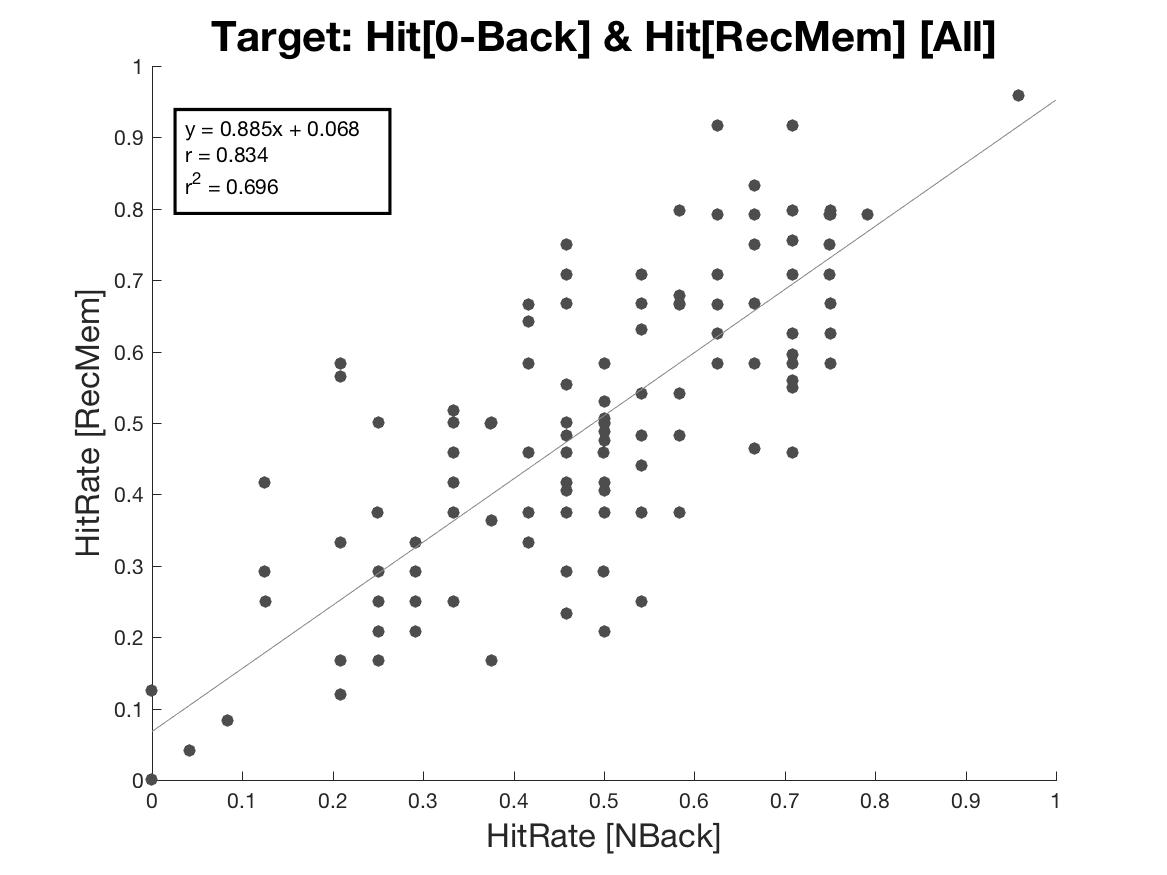 Target: Hit[0-Back] & Hit[RecMem] [All]
y = 0.885x + 0.068
r = 0.834
r² = 0.696
HitRate [RecMem]
1
0.9
0.8
0.7
0.6
0.5
0.4
0.3
0.2
0.1
0
0 0.1 0.2 0.3 0.4 0.5 0.6 0.7 0.8 0.9 1
HitRate [NBack]